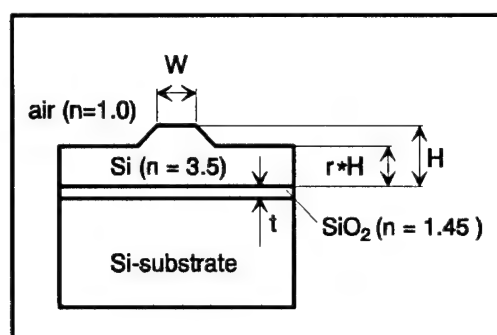 W
air (n=1.0)
Si (n = 3.5)
r*H
H
t
SiO₂ (n = 1.45 )
Si-substrate